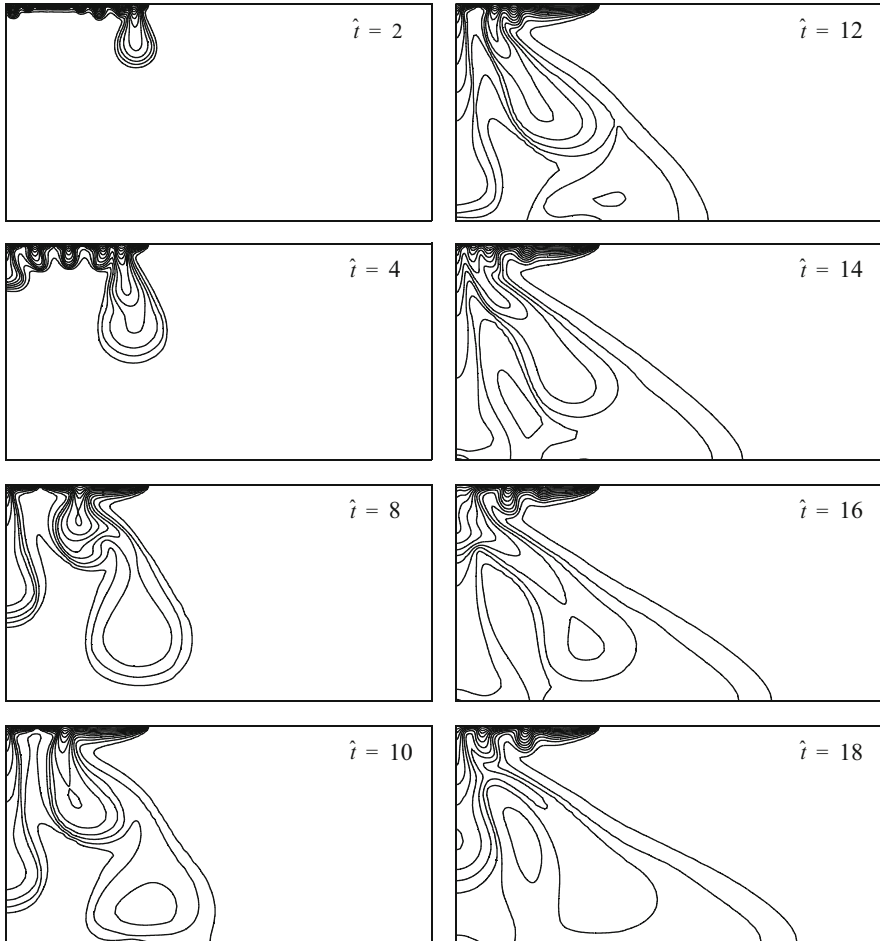 t̂ = 2
t̂ = 12
t̂ = 4
t̂ = 14
t̂ = 8
t̂ = 16
t̂ = 10
t̂ = 18